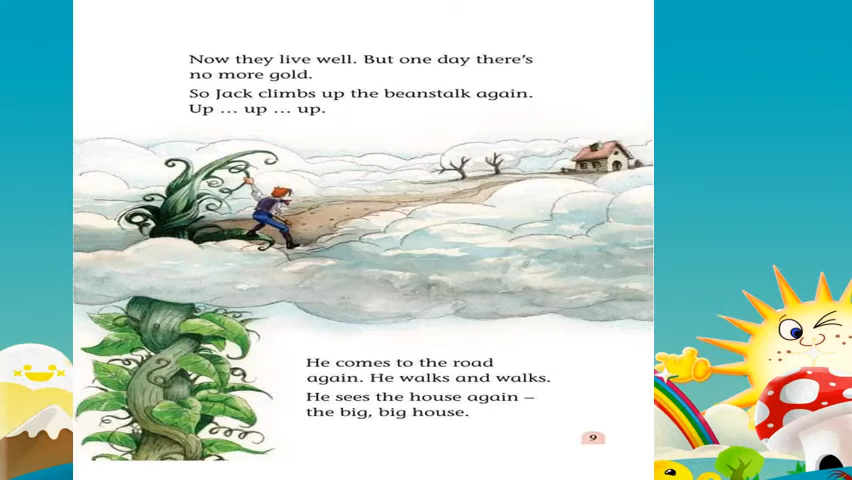 Now they live well. But one day there's
no more gold.
So Jack climbs up the beanstalk again.
Up ... up ... up.
He comes to the road
again. He walks and walks.
He sees the house again –
the big, big house.
9